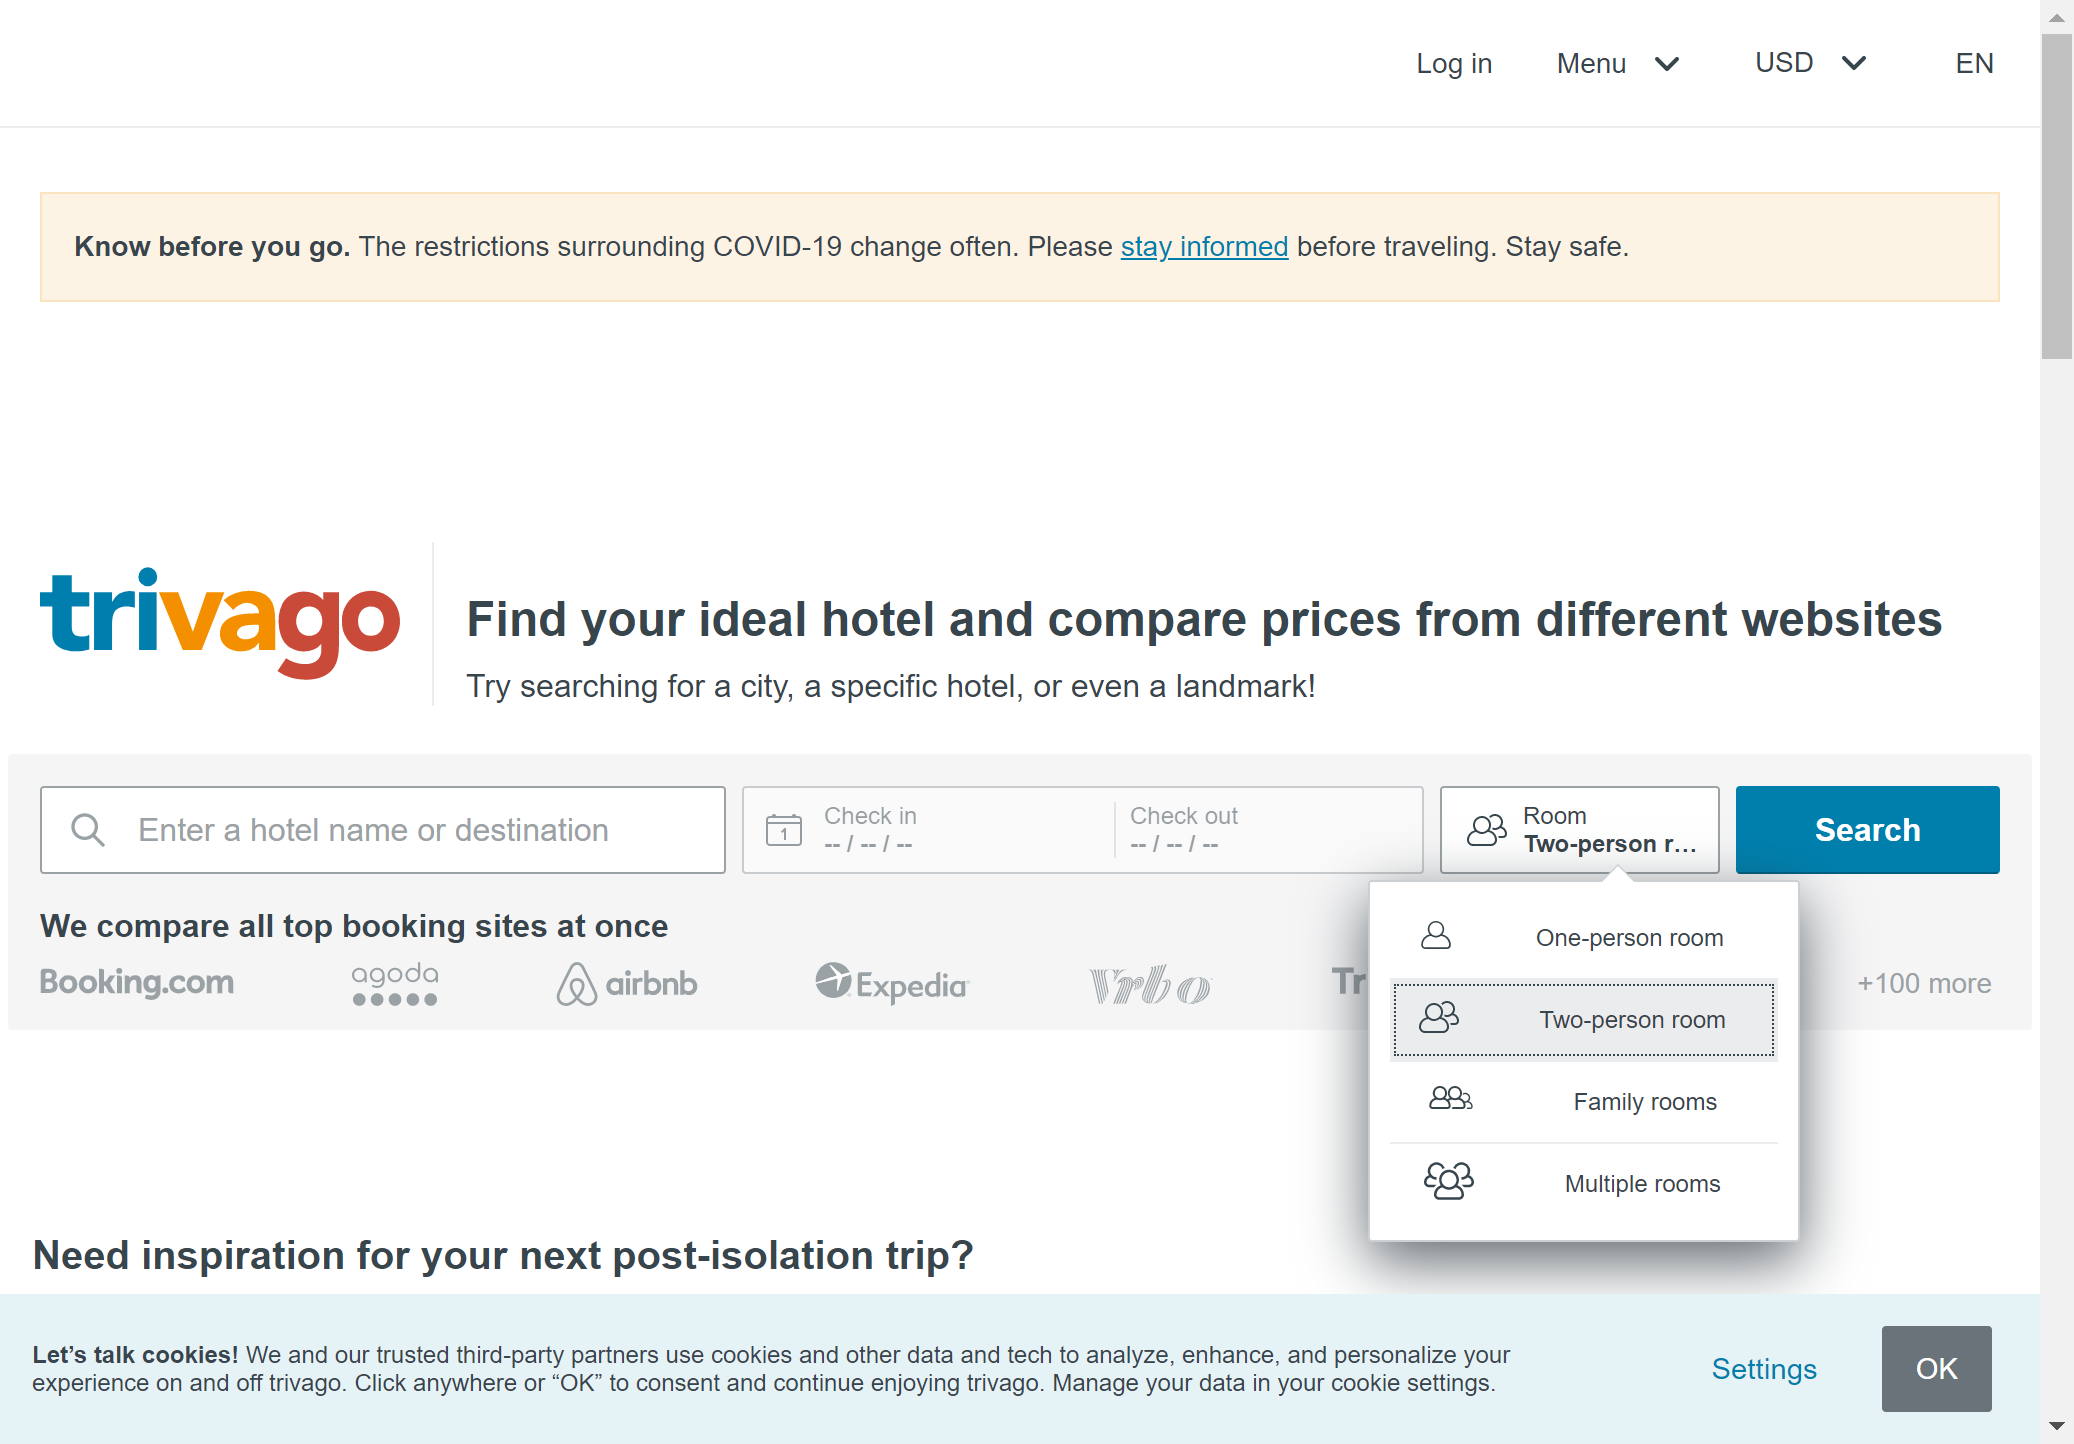 Log in
Menu
USD
EN
Know before you go. The restrictions surrounding COVID-19 change often. Please stay informed before traveling. Stay safe.
trivago
Find your ideal hotel and compare prices from different websites
Try searching for a city, a specific hotel, or even a landmark!
Enter a hotel name or destination
1
Check in
-- / -- / --
Check out
-- / -- / --
Room
Two-person r...
Search
We compare all top booking sites at once
Booking.com
agoda
airbnb
Expedia
Vrbo
Tr
+100 more
One-person room
Two-person room
Family rooms
Multiple rooms
Need inspiration for your next post-isolation trip?
Let’s talk cookies! We and our trusted third-party partners use cookies and other data and tech to analyze, enhance, and personalize your
experience on and off trivago. Click anywhere or “OK” to consent and continue enjoying trivago. Manage your data in your cookie settings.
Settings
OK